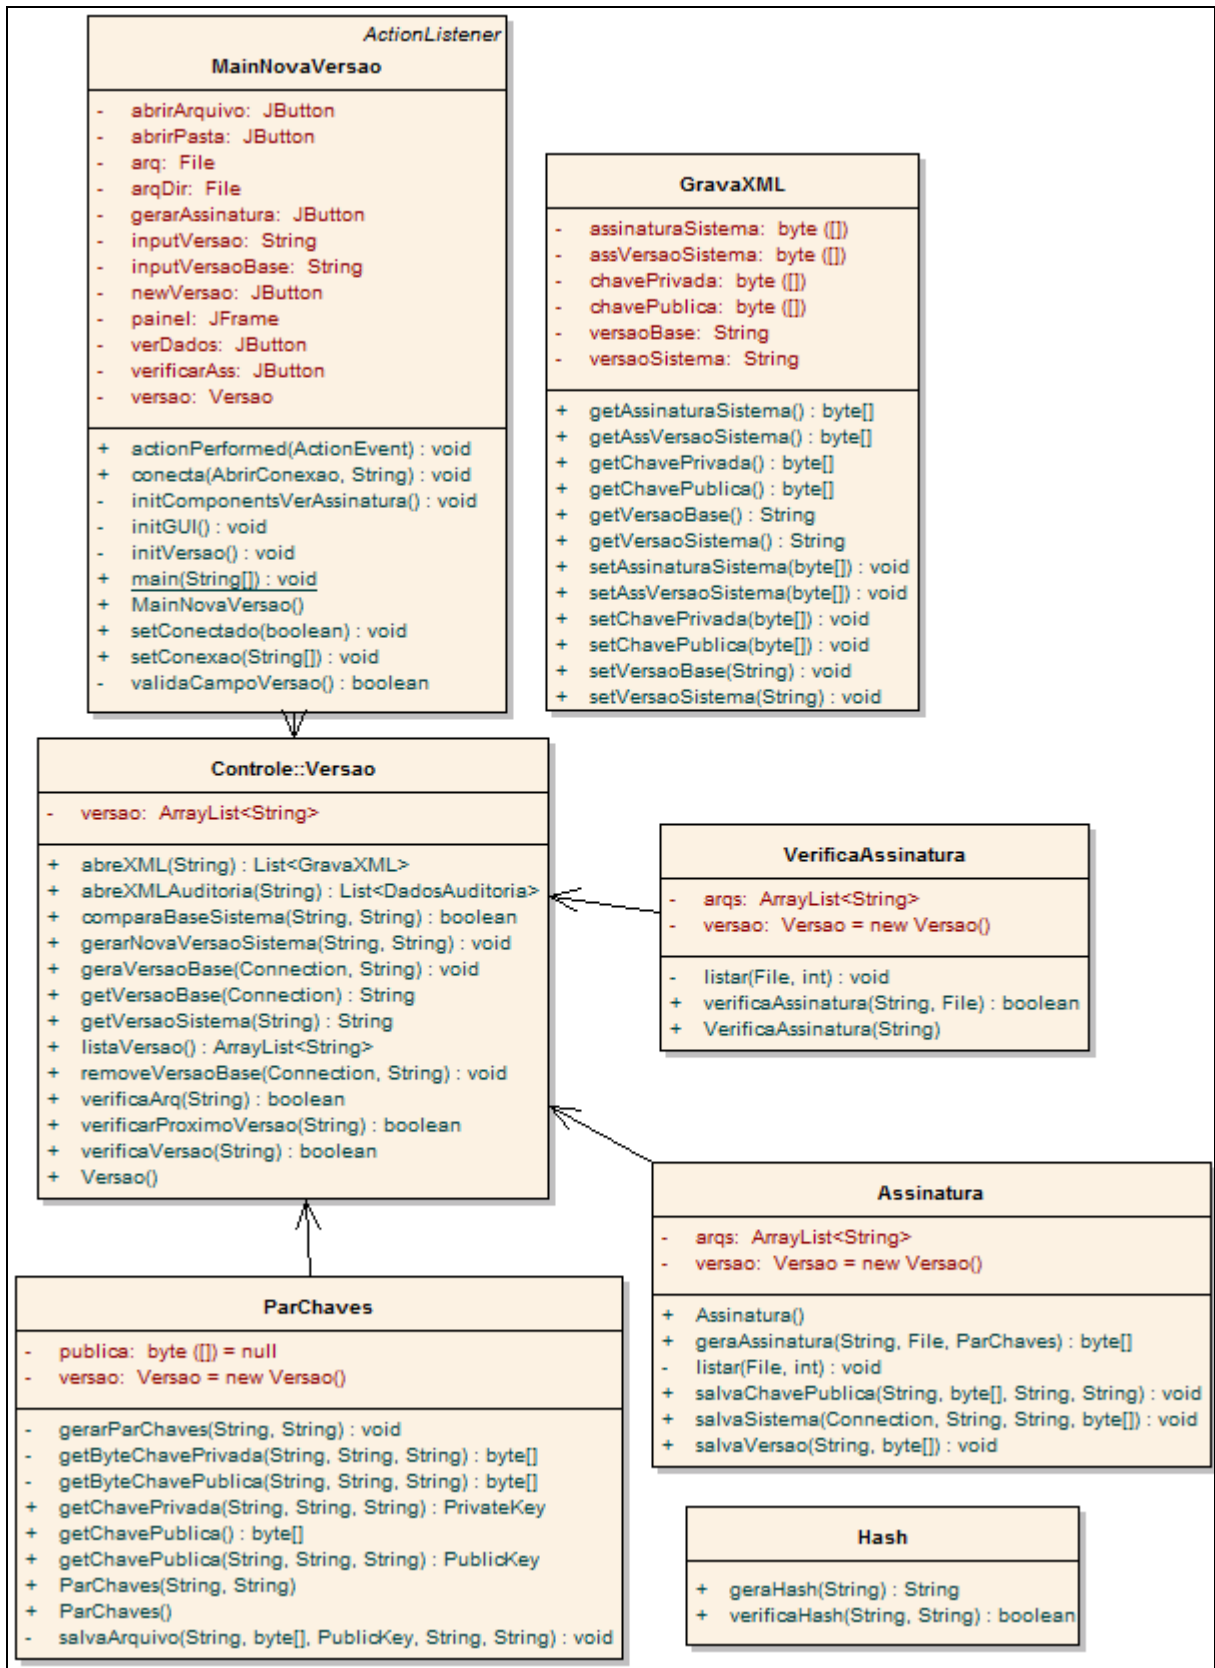 ActionListener
MainNovaVersao
- abrirArquivo: JButton
- abrirPasta: JButton
- arq: File
- arqDir: File
- gerarAssinatura: JButton
- inputVersao: String
- inputVersaoBase: String
- newVersao: JButton
- painel: JFrame
- verDados: JButton
- verificarAss: JButton
- versao: Versao
+ actionPerformed(ActionEvent) : void
+ conecta(AbrirConexao, String) : void
- initComponentsVerAssinatura() : void
- initGUI() : void
- initVersao() : void
+ main(String[]) : void
+ MainNovaVersao()
+ setConectado(boolean) : void
+ setConexao(String[]) : void
- validaCampoVersao() : boolean
GravaXML
- assinaturaSistema: byte ([])
- assVersaoSistema: byte ([])
- chavePrivada: byte ([])
- chavePublica: byte ([])
- versaoBase: String
- versaoSistema: String
+ getAssinaturaSistema() : byte[]
+ getAssVersaoSistema() : byte[]
+ getChavePrivada() : byte[]
+ getChavePublica() : byte[]
+ getVersaoBase() : String
+ getVersaoSistema() : String
+ setAssinaturaSistema(byte[]) : void
+ setAssVersaoSistema(byte[]) : void
+ setChavePrivada(byte[]) : void
+ setChavePublica(byte[]) : void
+ setVersaoBase(String) : void
+ setVersaoSistema(String) : void
Controle::Versao
- versao: ArrayList<String>
+ abreXML(String) : List<GravaXML>
+ abreXMLAuditoria(String) : List<DadosAuditoria>
+ comparaBaseSistema(String, String) : boolean
+ gerarNovaVersaoSistema(String, String) : void
+ geraVersaoBase(Connection, String) : void
+ getVersaoBase(Connection) : String
+ getVersaoSistema(String) : String
+ listaVersao() : ArrayList<String>
+ removeVersaoBase(Connection, String) : void
+ verificaArq(String) : boolean
+ verificarProximoVersao(String) : boolean
+ verificaVersao(String) : boolean
+ Versao()
VerificaAssinatura
- arqs: ArrayList<String>
- versao: Versao = new Versao()
- listar(File, int) : void
+ verificaAssinatura(String, File) : boolean
+ VerificaAssinatura(String)
Assinatura
- arqs: ArrayList<String>
- versao: Versao = new Versao()
+ Assinatura()
+ geraAssinatura(String, File, ParChaves) : byte[]
- listar(File, int) : void
+ salvaChavePublica(String, byte[], String, String) : void
+ salvaSistema(Connection, String, String, byte[]) : void
+ salvaVersao(String, byte[]) : void
ParChaves
- publica: byte ([]) = null
- versao: Versao = new Versao()
- gerarParChaves(String, String) : void
- getByteChavePrivada(String, String, String) : byte[]
- getByteChavePublica(String, String, String) : byte[]
+ getChavePrivada(String, String, String) : PrivateKey
+ getChavePublica() : byte[]
+ getChavePublica(String, String, String) : PublicKey
+ ParChaves(String, String)
+ ParChaves()
- salvaArquivo(String, byte[], PublicKey, String, String) : void
Hash
+ geraHash(String) : String
+ verificaHash(String, String) : boolean